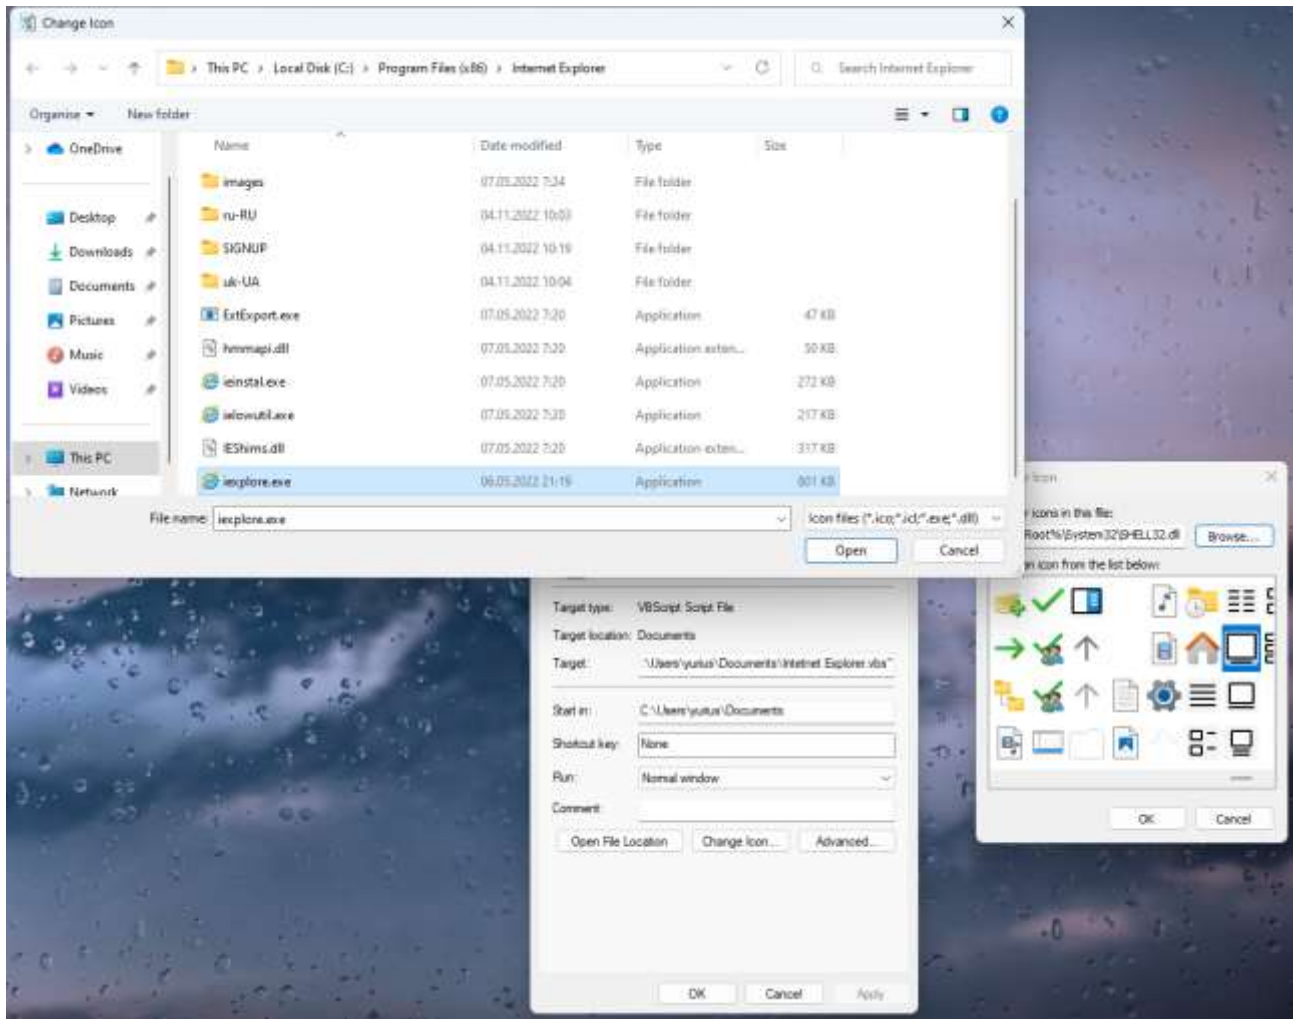 Change Icon
This PC > Local Disk (C:) > Program Files (x86) > Internet Explorer
Search Internet Explorer
Organise
New folder
Name Date modified Type Size
OneDrive
Desktop
Downloads
Documents
Pictures
Music
Videos
This PC
Network
images 07.05.2022 7:24 File folder
ru-RU 04.11.2022 10:03 File folder
SIGNUP 04.11.2022 10:19 File folder
uk-UA 04.11.2022 10:04 File folder
ExtExport.exe 07.05.2022 7:20 Application 47 KB
hmmapi.dll 07.05.2022 7:20 Application exten... 50 KB
ieinstal.exe 07.05.2022 7:20 Application 272 KB
ielowutil.exe 07.05.2022 7:20 Application 217 KB
IEShims.dll 07.05.2022 7:20 Application exten... 317 KB
iexplore.exe 06.05.2022 21:19 Application 801 KB
File name: iexplore.exe
Icon files (*.ico;*.icl;*.exe;*.dll)
Open
Cancel
icons in this file:
Root%\System32\SHELL32.dll
Browse...
icon from the list below:
OK
Cancel
Target type: VBScript Script File
Target location: Documents
Target: :\Users\yurius\Documents\Internet Explorer.vbs"
Start in: C:\Users\yurius\Documents
Shortcut key: None
Run: Normal window
Comment:
Open File Location
Change Icon...
Advanced...
OK
Cancel
Apply